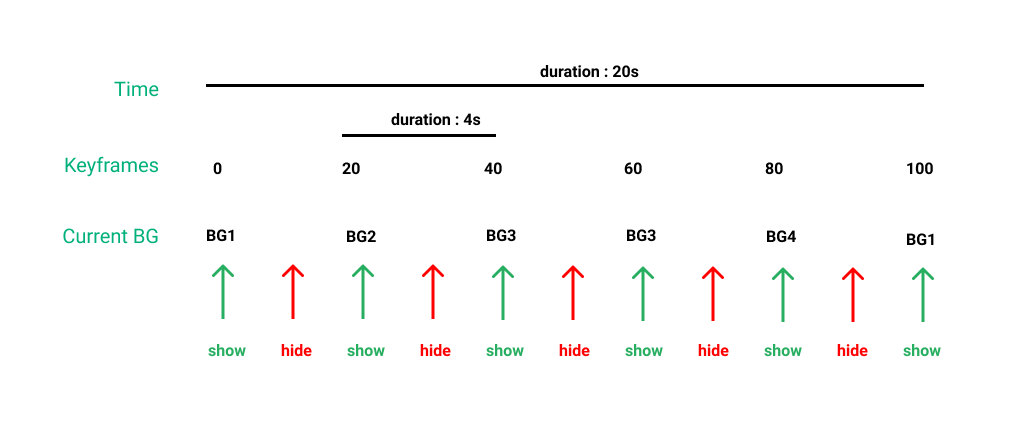 duration : 20s
Time
duration : 4s
Keyframes 0 20 40 60 80 100
Current BG BG1 BG2 BG3 BG3 BG4 BG1
show hide show hide show hide show hide show hide show